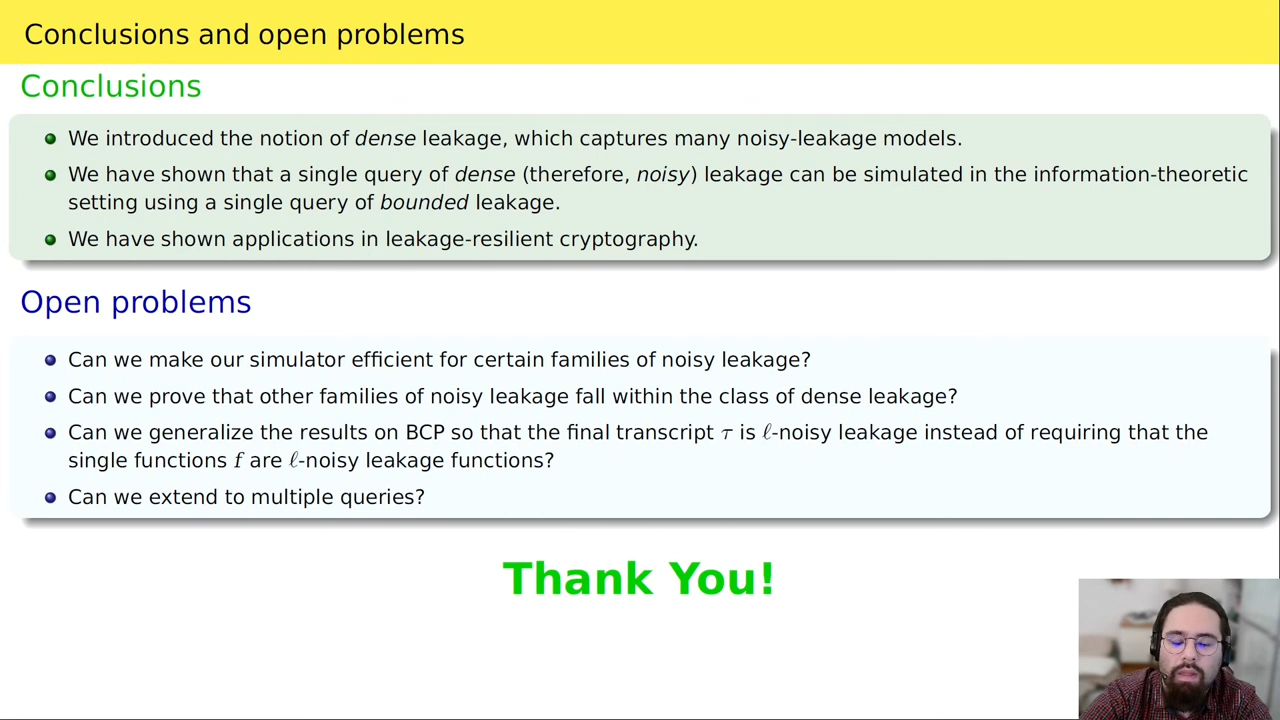 Conclusions and open problems
Conclusions
We introduced the notion of dense leakage, which captures many noisy-leakage models.
We have shown that a single query of dense (therefore, noisy) leakage can be simulated in the information-theoretic
setting using a single query of bounded leakage.
We have shown applications in leakage-resilient cryptography.
Open problems
Can we make our simulator efficient for certain families of noisy leakage?
Can we prove that other families of noisy leakage fall within the class of dense leakage?
Can we generalize the results on BCP so that the final transcript τ is ℓ-noisy leakage instead of requiring that the
single functions f are ℓ-noisy leakage functions?
Can we extend to multiple queries?
Thank You!